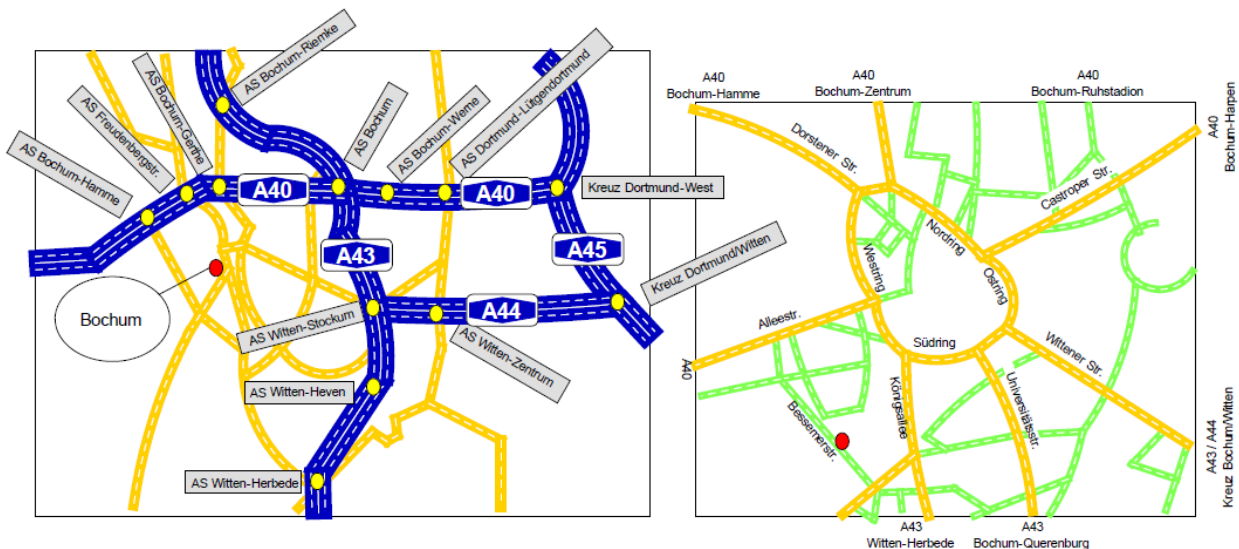 AS Bochum-Riemke
AS Bochum-Gerthe
AS Freudenbergstr.
AS Bochum-Hamme
AS Bochum
AS Bochum-Werne
AS Dortmund-Lütgendortmund
A40
A40
Kreuz Dortmund-West
A43
A45
Kreuz Dortmund/Witten
Bochum
AS Witten-Stockum
A44
AS Witten-Zentrum
AS Witten-Heven
AS Witten-Herbede
A40
Bochum-Hamme
A40
Bochum-Zentrum
A40
Bochum-Ruhstadion
A40
Bochum-Harpen
Dorstener Str.
Castroper Str.
Nordring
Westring
Ostring
Alleestr.
Südring
Wittener Str.
A40
Königsallee
Universitätsstr.
Bessemerstr.
A43 / A44
Kreuz Bochum/Witten
A43
Witten-Herbede
A43
Bochum-Querenburg